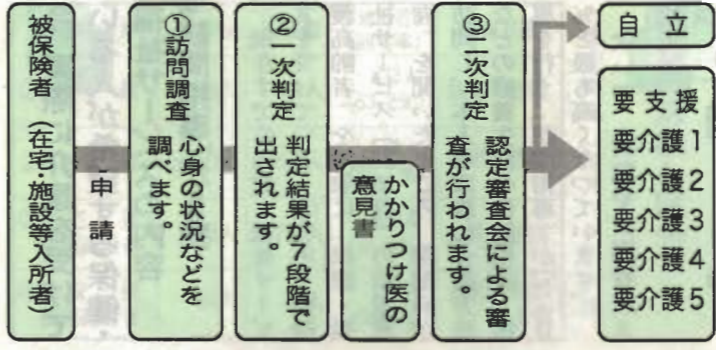 被保険者（在宅・施設等入所者）
申請
①訪問調査
心身の状況などを
調べます。
②一次判定
判定結果が7段階で
出されます。
かかりつけ医の
意見書
③二次判定
認定審査会による審
査が行われます。
自立
要支援
要介護1
要介護2
要介護3
要介護4
要介護5